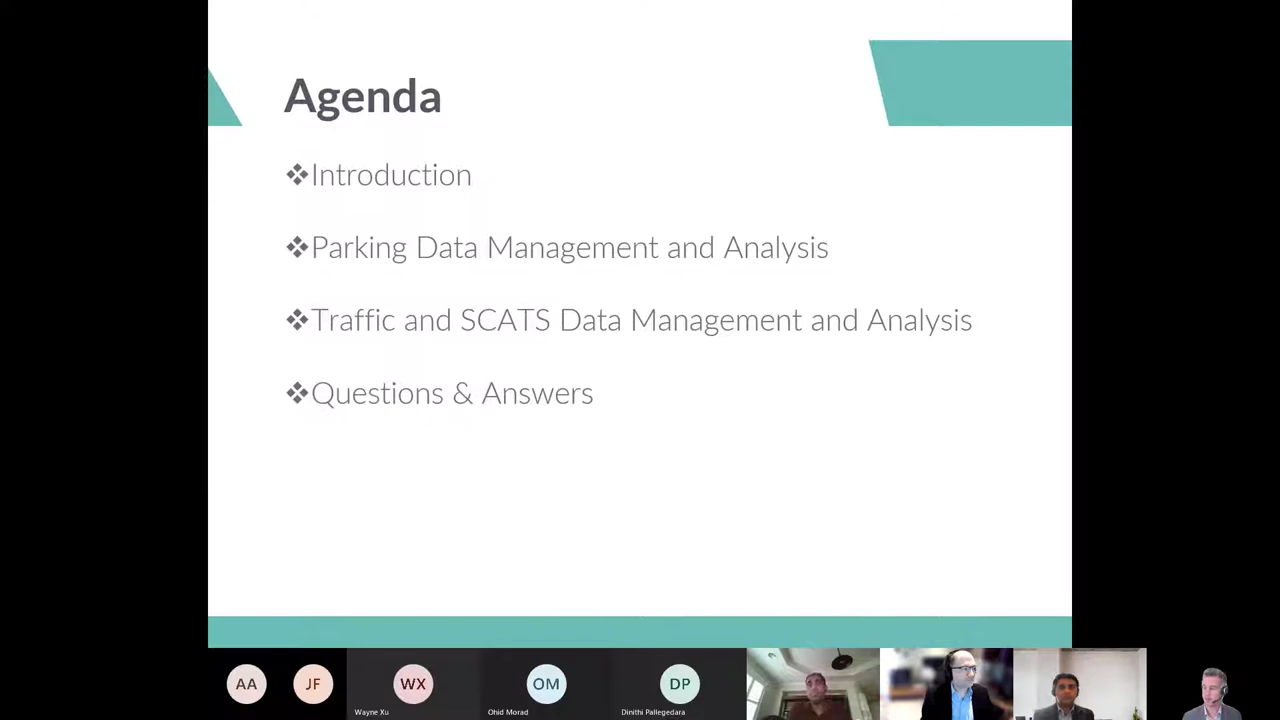 Agenda
❖Introduction
❖Parking Data Management and Analysis
❖Traffic and SCATS Data Management and Analysis
❖Questions & Answers
AA
JF
WX
OM
DP
Wayne Xu
Ohid Morad
Dinithi Pallegedara